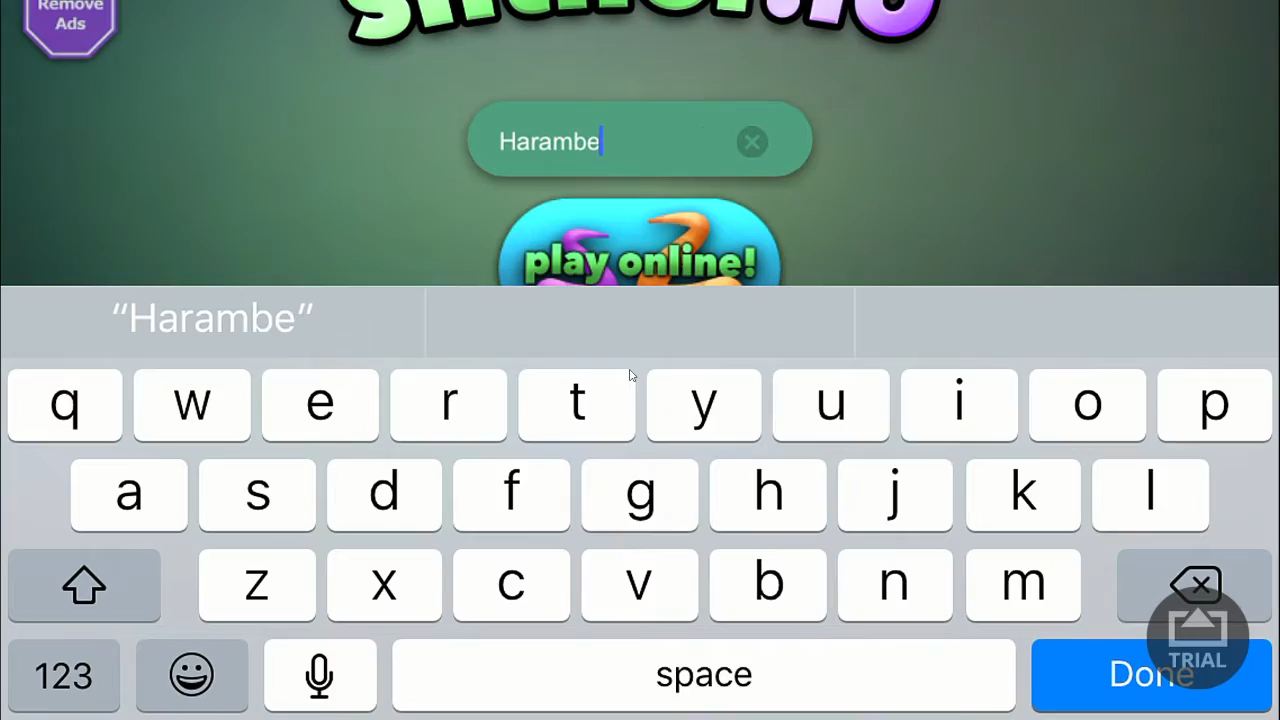 Remove
Ads
Harambe
play online!
“Harambe”
q w e r t y u i o p
a s d f g h j k l
z x c v b n m
123
space
Done
TRIAL